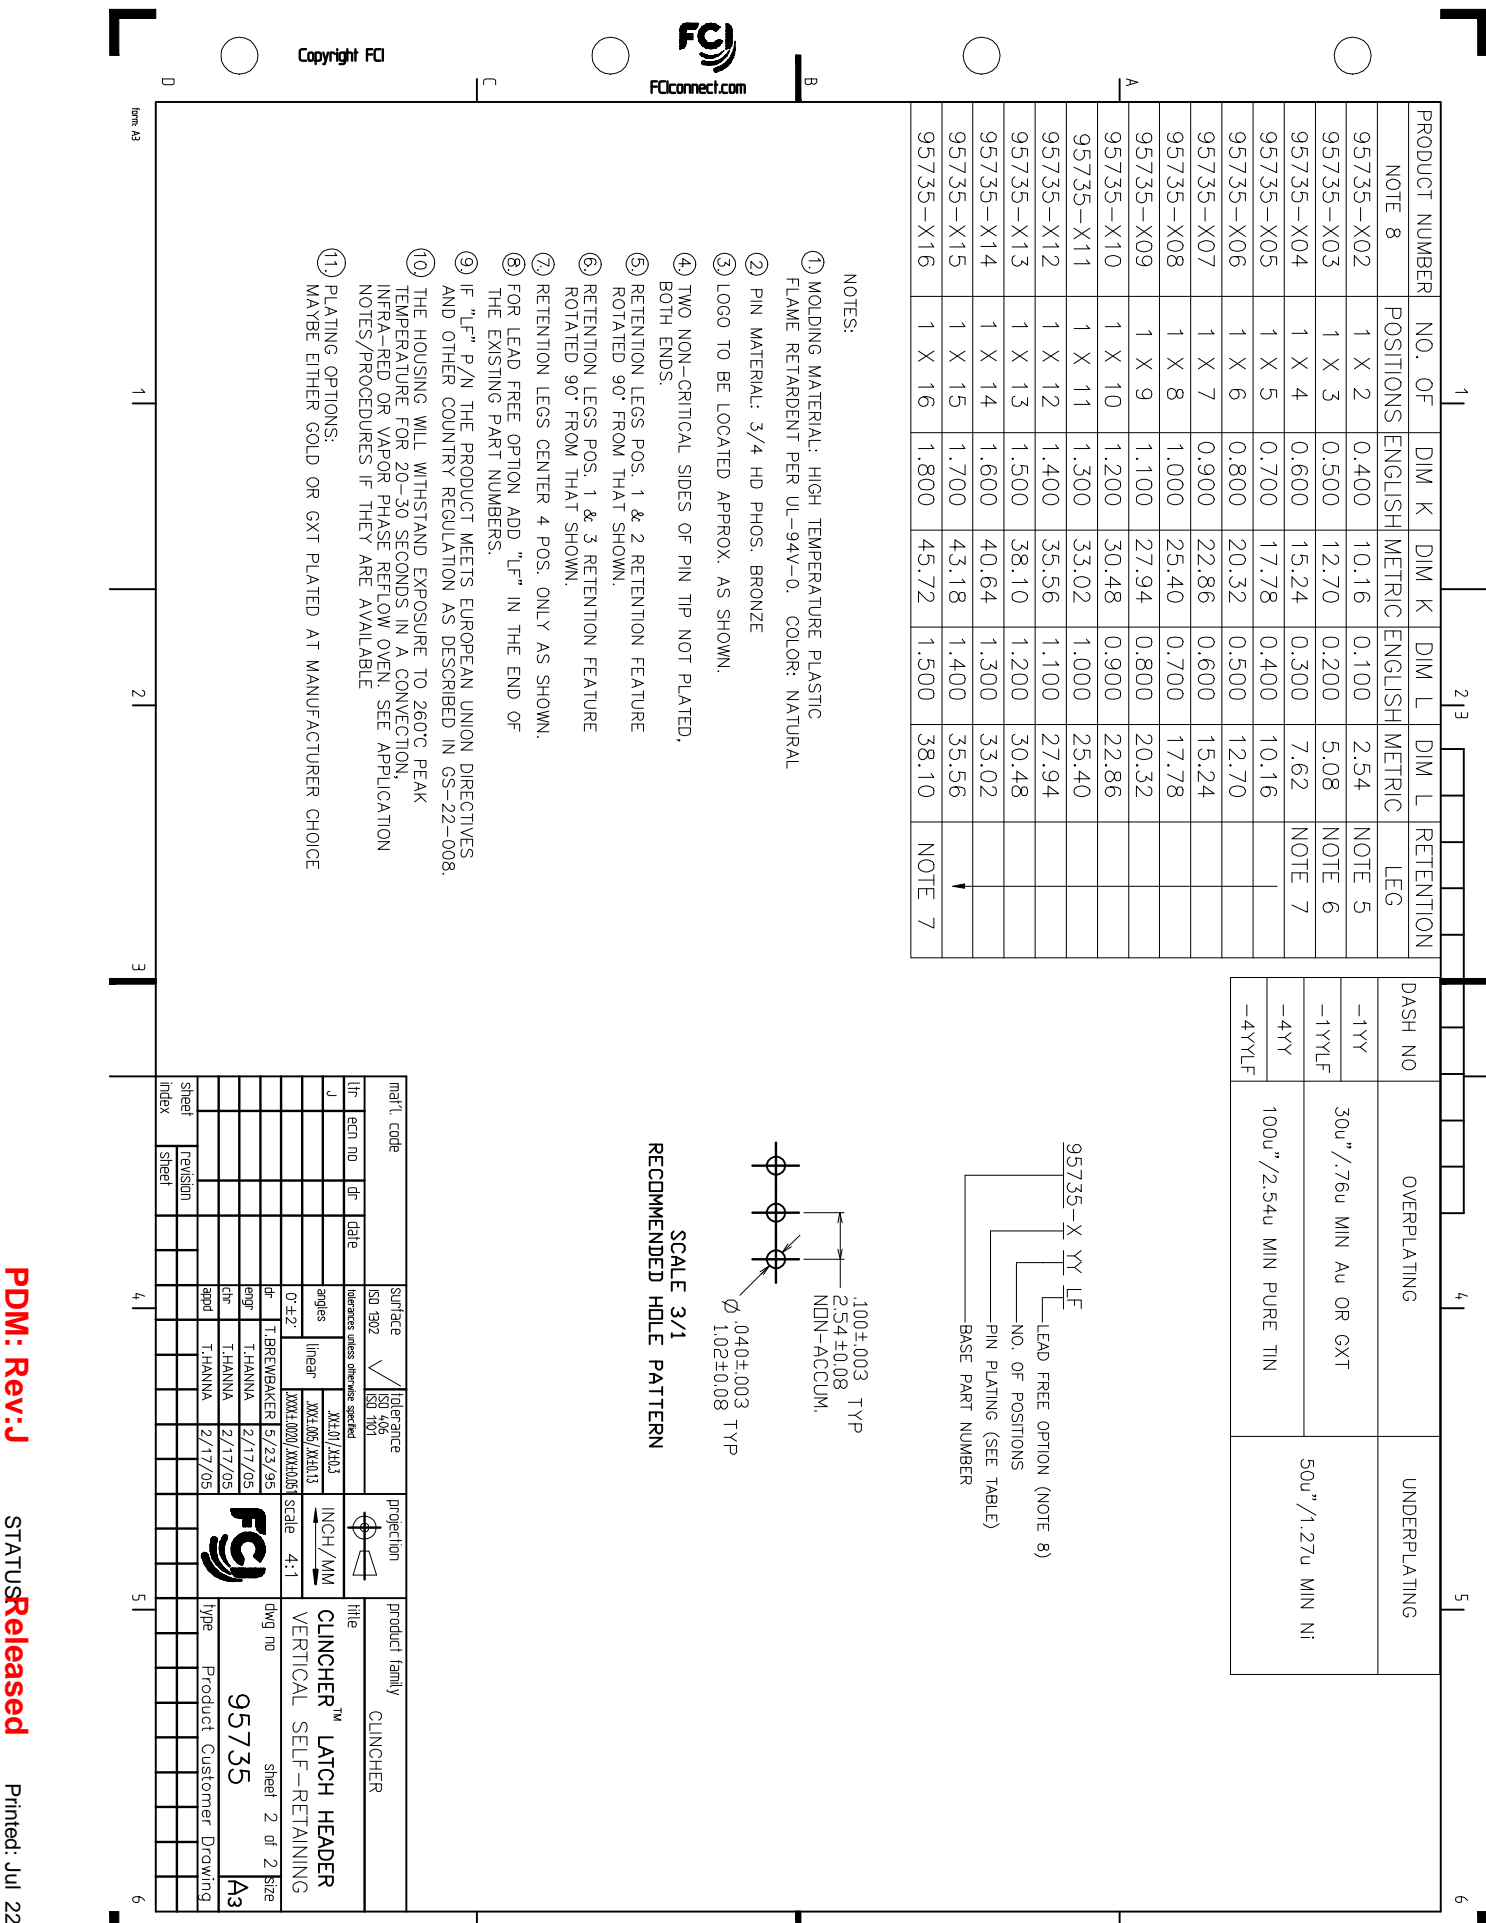 Copyright FCI
FCI
FCIconnect.com
form: A3
D
C
B
A
1
2
3
4
5
6
PRODUCT NUMBER NO. OF DIM K DIM K DIM L DIM L RETENTION
NOTE 8 POSITIONS ENGLISH METRIC ENGLISH METRIC LEG
95735-X02 1 X 2 0.400 10.16 0.100 2.54 NOTE 5
95735-X03 1 X 3 0.500 12.70 0.200 5.08 NOTE 6
95735-X04 1 X 4 0.600 15.24 0.300 7.62 NOTE 7
95735-X05 1 X 5 0.700 17.78 0.400 10.16
95735-X06 1 X 6 0.800 20.32 0.500 12.70
95735-X07 1 X 7 0.900 22.86 0.600 15.24
95735-X08 1 X 8 1.000 25.40 0.700 17.78
95735-X09 1 X 9 1.100 27.94 0.800 20.32
95735-X10 1 X 10 1.200 30.48 0.900 22.86
95735-X11 1 X 11 1.300 33.02 1.000 25.40
95735-X12 1 X 12 1.400 35.56 1.100 27.94
95735-X13 1 X 13 1.500 38.10 1.200 30.48
95735-X14 1 X 14 1.600 40.64 1.300 33.02
95735-X15 1 X 15 1.700 43.18 1.400 35.56
95735-X16 1 X 16 1.800 45.72 1.500 38.10 NOTE 7
DASH NO OVERPLATING UNDERPLATING
-1YY
-1YYLF
30u"/.76u MIN Au OR GXT
-4YY
-4YYLF
100u"/2.54u MIN PURE TIN
50u"/1.27u MIN Ni
NOTES:
1. MOLDING MATERIAL: HIGH TEMPERATURE PLASTIC
FLAME RETARDENT PER UL-94V-0. COLOR: NATURAL
2 PIN MATERIAL: 3/4 HD PHOS. BRONZE
3. LOGO TO BE LOCATED APPROX. AS SHOWN.
4. TWO NON-CRITICAL SIDES OF PIN TIP NOT PLATED,
BOTH ENDS.
5. RETENTION LEGS POS. 1 & 2 RETENTION FEATURE
ROTATED 90° FROM THAT SHOWN.
6. RETENTION LEGS POS. 1 & 3 RETENTION FEATURE
ROTATED 90° FROM THAT SHOWN.
7. RETENTION LEGS CENTER 4 POS. ONLY AS SHOWN.
8. FOR LEAD FREE OPTION ADD "LF" IN THE END OF
THE EXISTING PART NUMBERS.
9. IF "LF" P/N THE PRODUCT MEETS EUROPEAN UNION DIRECTIVES
AND OTHER COUNTRY REGULATION AS DESCRIBED IN GS-22-008.
10. THE HOUSING WILL WITHSTAND EXPOSURE TO 260°C PEAK
TEMPERATURE FOR 20-30 SECONDS IN A CONVECTION,
INFRA-RED OR VAPOR PHASE REFLOW OVEN. SEE APPLICATION
NOTES/PROCEDURES IF THEY ARE AVAILABLE
11. PLATING OPTIONS:
MAYBE EITHER GOLD OR GXT PLATED AT MANUFACTURER CHOICE
95735-X YY LF
LEAD FREE OPTION (NOTE 8)
NO. OF POSITIONS
PIN PLATING (SEE TABLE)
BASE PART NUMBER
.100±.003 TYP
2.54±0.08
NON-ACCUM.
Ø .040±.003 TYP
1.02±0.08
SCALE 3/1
RECOMMENDED HOLE PATTERN
mat'l. code
surface
ISO 1302
tolerance
ISO 406
ISO 1101
projection
product family
CLINCHER
ltr ecn no dr date
J
tolerances unless otherwise specified
angles
0°±2°
linear
.XX±.01/.X±0.3
.XXX±.005/.XX±0.13
.XXXX±.0020/.XXX±0.051
INCH/MM
scale 4:1
title
CLINCHER™ LATCH HEADER
VERTICAL SELF-RETAINING
dr T.BREWBAKER 5/23/95
engr T.HANNA 2/17/05
chr T.HANNA 2/17/05
appd T.HANNA 2/17/05
FCI
dwg no
95735
sheet 2 of 2
size
A3
type Product Customer Drawing
sheet index
revision
sheet
1
2
3
4
5
6
PDM: Rev:J
STATUS
Released
Printed: Jul 22